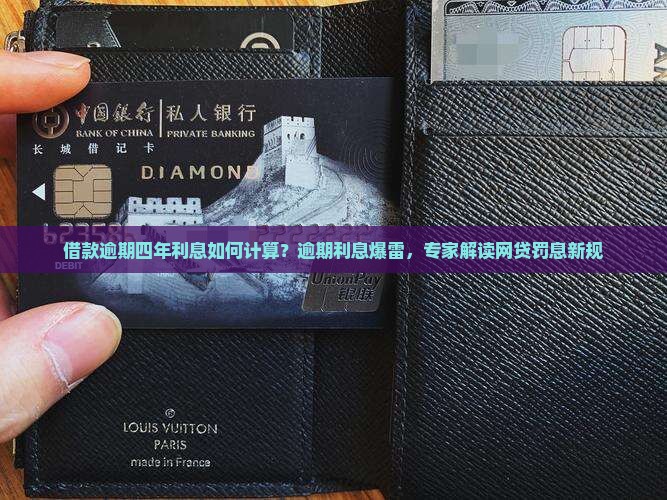 中國銀行 私人银行
BANK OF CHINA PRIVATE BANKING
长城借记卡
DIAMOND
借款逾期四年利息如何计算？逾期利息爆雷，专家解读网贷罚息新规
DEBIT
UnionPay
银联
LOUIS VUITTON
PARIS
made in France